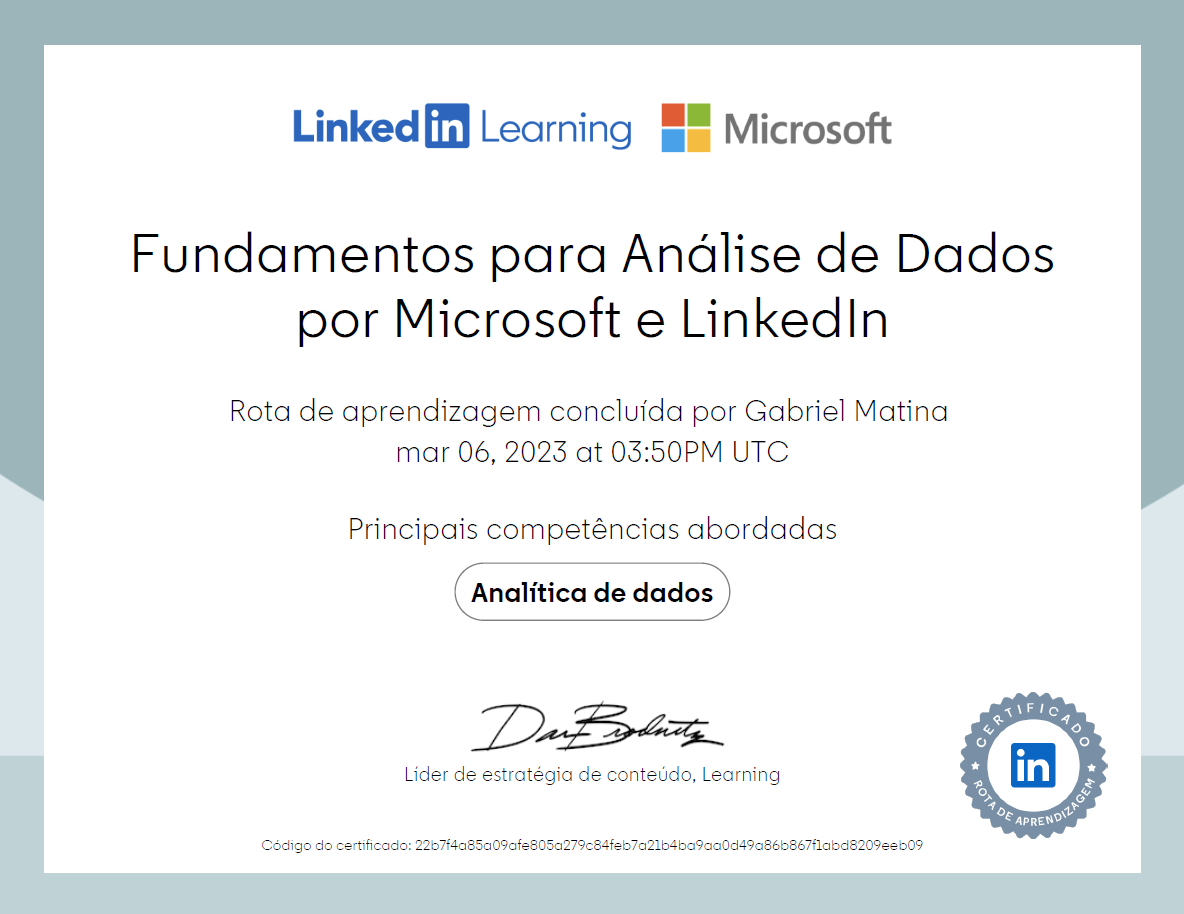 LinkedIn Learning Microsoft
Fundamentos para Análise de Dados
por Microsoft e LinkedIn
Rota de aprendizagem concluída por Gabriel Matina
mar 06, 2023 at 03:50PM UTC
Principais competências abordadas
Analítica de dados
Dan Brodnitz
Líder de estratégia de conteúdo, Learning
CERTIFICADO
in
ROTA DE APRENDIZAGEM
Código do certificado: 22b7f4a85a09afe805a279c84feb7a21b4ba9aa0d49a86b867f1abd8209eeb09